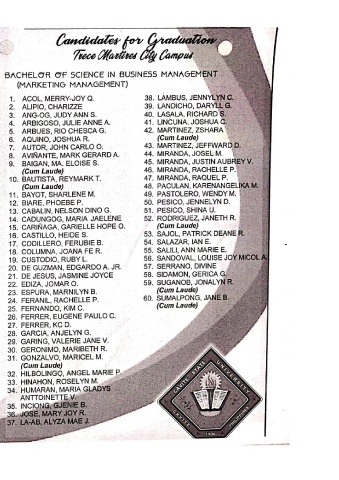 Candidates for Graduation
Trece Martires City Campus
BACHELOR OF SCIENCE IN BUSINESS MANAGEMENT
(MARKETING MANAGEMENT)
1. ACOL, MERRY-JOY Q.
2. ALIPIO, CHARIZZE
3. ANG-OG, JUDY ANN S.
4. ARBIGOSO, JULIE ANNE A.
5. ARBUES, RIO CHESCA G.
6. AQUINO, JOSHUA R.
7. AUTOR, JOHN CARLO O.
8. AVIÑANTE, MARK GERARD A.
9. BAIGAN, MA. ELOISE S.
(Cum Laude)
10. BAUTISTA, REYMARK T.
(Cum Laude)
11. BAYOT, SHARLENE M.
12. BIARE, PHOEBE P.
13. CABALIN, NELSON DINO G.
14. CADUNGOG, MARIA JAELENE
15. CARIÑAGA, GARIELLE HOPE O.
16. CASTILLO, HEIDE S.
17. CODILLERO, FERUBIE B.
18. COLUMNA, JOANA FE R.
19. CUSTODIO, RUBY L.
20. DE GUZMAN, EDGARDO A. JR.
21. DE JESUS, JASMINE JOYCE
22. EDIZA, JOMAR O.
23. ESPURA, MARNILYN B.
24. FERANIL, RACHELLE P.
25. FERNANDO, KIM C.
26. FERRER, EUGENE PAULO C.
27. FERRER, KC D.
28. GARCIA, ANJELYN G.
29. GARING, VALERIE JANE V.
30. GERONIMO, MARIBETH R.
31. GONZALVO, MARICEL M.
(Cum Laude)
32. HILBOLINGO, ANGEL MARIE P.
33. HINAHON, ROSELYN M.
34. HUMARAN, MARIA GLADYS
ANTTOINETTE V.
35. INCIONG, GJENIE B.
36. JOSE, MARY JOY R.
37. LA-AB, ALYZA MAE J.
38. LAMBUS, JENNYLYN C.
39. LANDICHO, DARYLL G.
40. LASALA, RICHARD S.
41. LINCUNA, JOSHUA C.
42. MARTINEZ, ZSHARA
(Cum Laude)
43. MARTINEZ, JEFFWARD D.
44. MIRANDA, JOSEL M.
45. MIRANDA, JUSTIN AUBREY V.
46. MIRANDA, RACHELLE P.
47. MIRANDA, RAQUEL P.
48. PACULAN, KARENANGELIKA M.
49. PASTOLERO, WENDY M.
50. PESICO, JENNELYN D.
51. PESICO, SHINA U.
52. RODRIGUEZ, JANETH R.
(Cum Laude)
53. SAJOL, PATRICK DEANE R.
54. SALAZAR, IAN E.
55. SALILI, ANN MARIE E.
56. SANDOVAL, LOUISE JOY MICOL A.
57. SERRANO, DIVINE
58. SIDAMON, GERICA G.
59. SUGANOB, JONALYN R.
(Cum Laude)
60. SUMALPONG, JANE B.
(Cum Laude)
CAVITE STATE UNIVERSITY
CAVITE
PHILIPPINES
1906